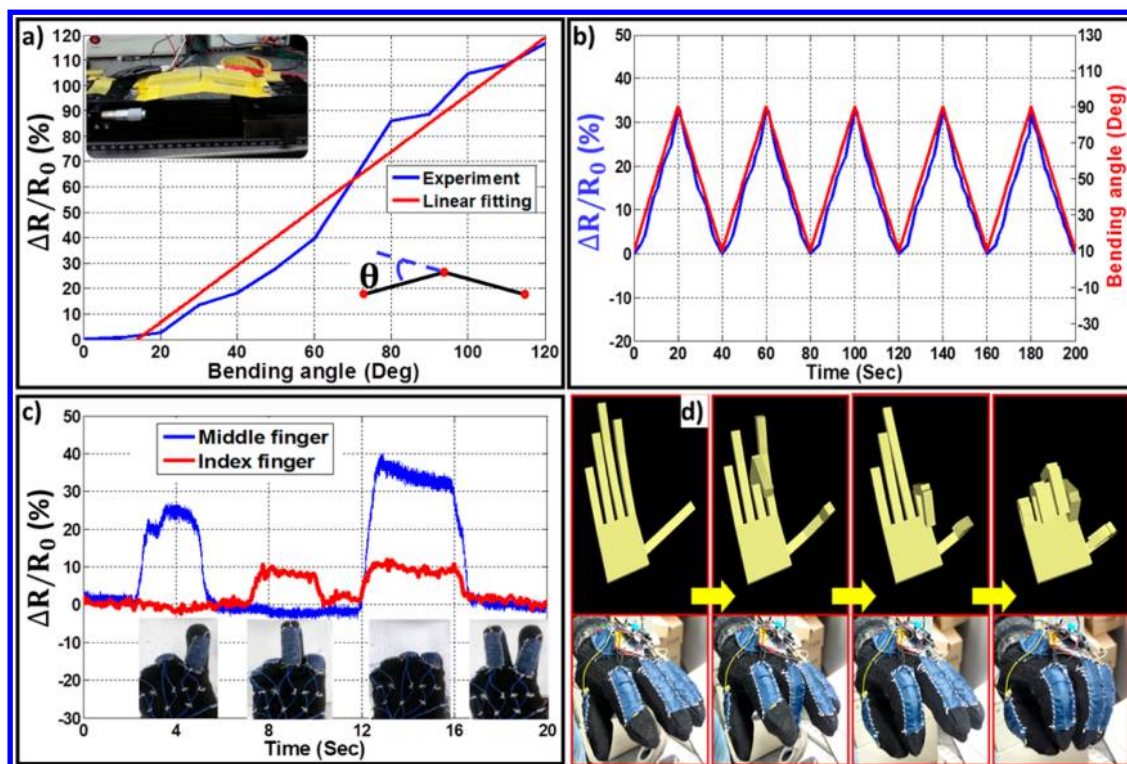 a)
120
110
100
90
80
70
60
50
40
30
20
10
0
ΔR/R₀ (%)
Experiment
Linear fitting
θ
0 20 40 60 80 100 120
Bending angle (Deg)
b)
50
40
30
20
10
0
-10
-20
ΔR/R₀ (%)
130
110
90
70
50
30
10
-10
-30
Bending angle (Deg)
0 20 40 60 80 100 120 140 160 180 200
Time (Sec)
c)
50
40
30
20
10
0
-10
-20
-30
ΔR/R₀ (%)
Middle finger
Index finger
0 4 8 12 16 20
Time (Sec)
d)